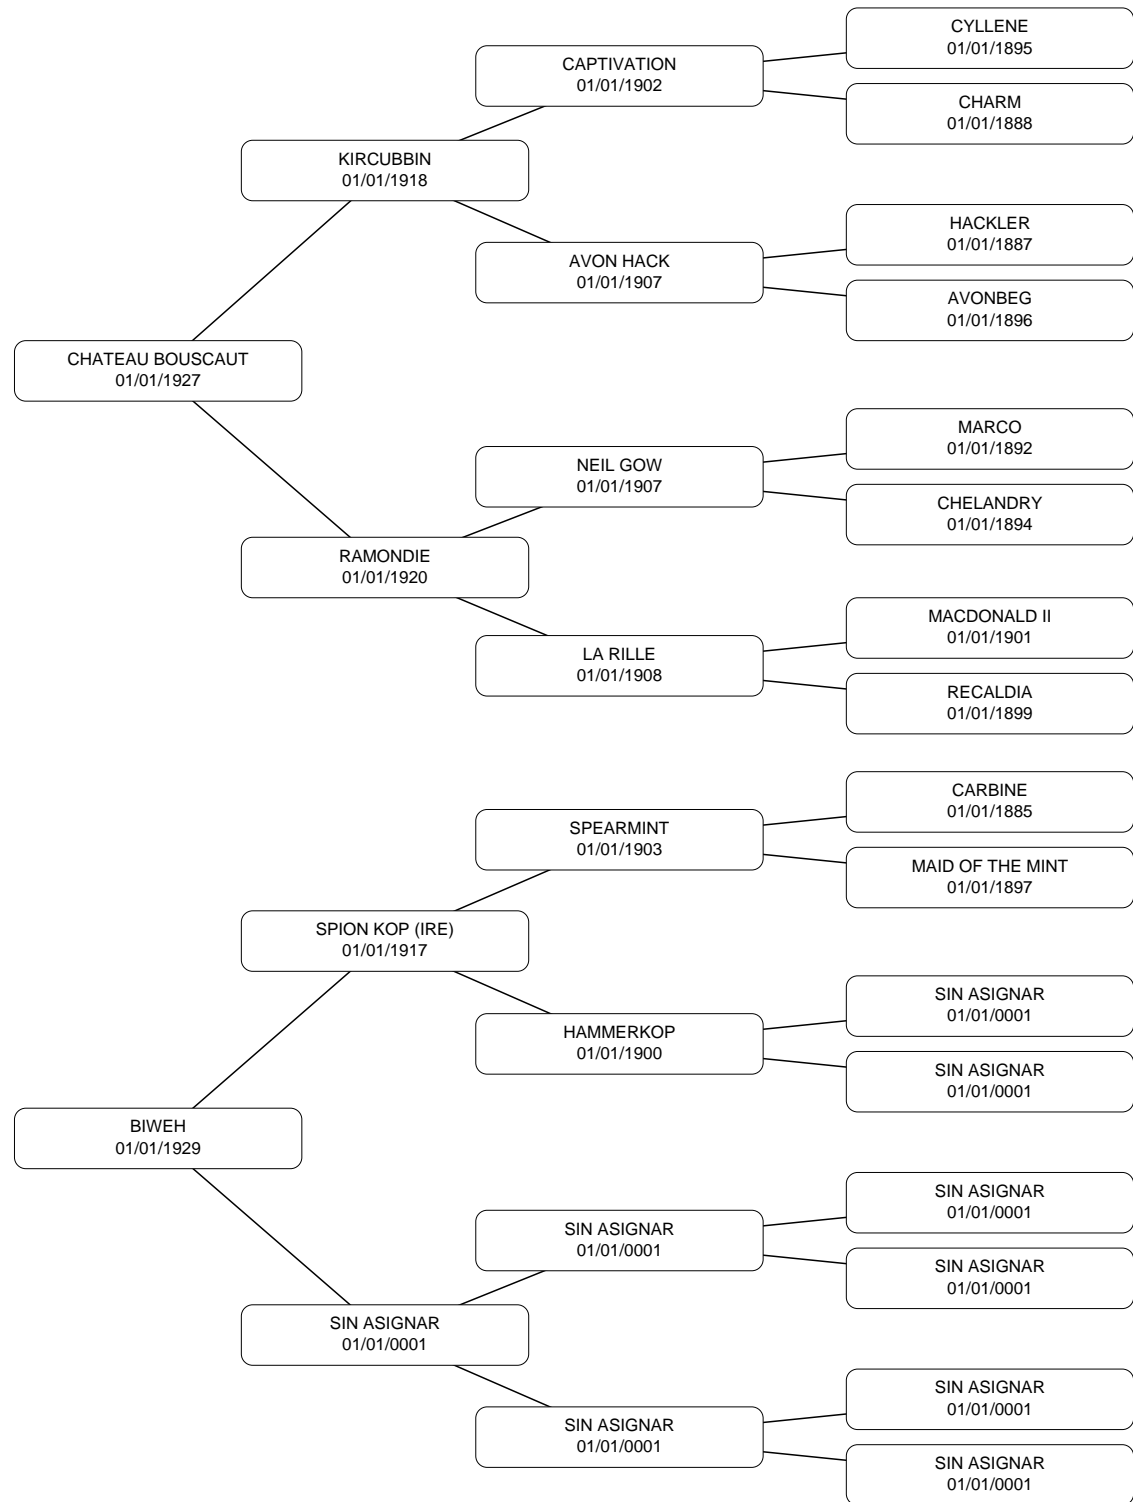 CYLLENE
01/01/1895
CAPTIVATION
01/01/1902
CHARM
01/01/1888
KIRCUBBIN
01/01/1918
HACKLER
01/01/1887
AVON HACK
01/01/1907
AVONBEG
01/01/1896
CHATEAU BOUSCAUT
01/01/1927
MARCO
01/01/1892
NEIL GOW
01/01/1907
CHELANDRY
01/01/1894
RAMONDIE
01/01/1920
MACDONALD II
01/01/1901
LA RILLE
01/01/1908
RECALDIA
01/01/1899
CARBINE
01/01/1885
SPEARMINT
01/01/1903
MAID OF THE MINT
01/01/1897
SPION KOP (IRE)
01/01/1917
SIN ASIGNAR
01/01/0001
HAMMERKOP
01/01/1900
SIN ASIGNAR
01/01/0001
BIWEH
01/01/1929
SIN ASIGNAR
01/01/0001
SIN ASIGNAR
01/01/0001
SIN ASIGNAR
01/01/0001
SIN ASIGNAR
01/01/0001
SIN ASIGNAR
01/01/0001
SIN ASIGNAR
01/01/0001
SIN ASIGNAR
01/01/0001